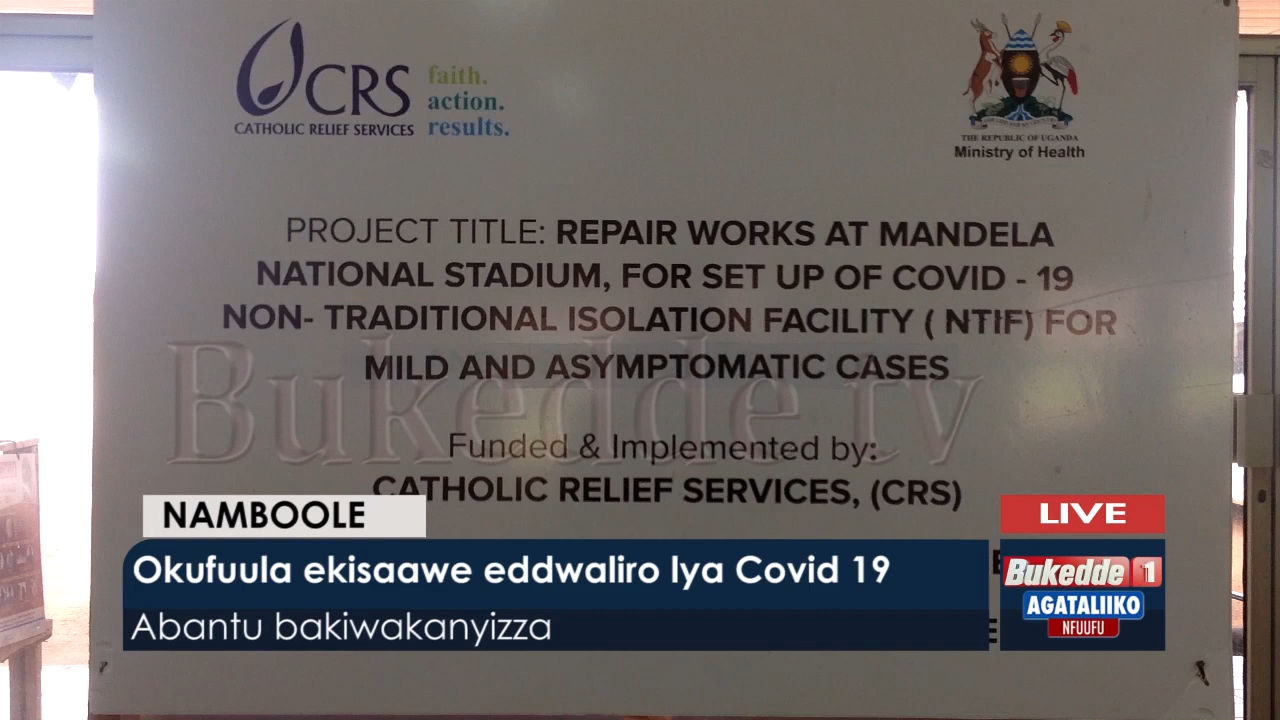 CRS
CATHOLIC RELIEF SERVICES
faith.
action.
results.
THE REPUBLIC OF UGANDA
Ministry of Health
PROJECT TITLE: REPAIR WORKS AT MANDELA
NATIONAL STADIUM, FOR SET UP OF COVID - 19
NON- TRADITIONAL ISOLATION FACILITY ( NTIF) FOR
MILD AND ASYMPTOMATIC CASES
Bukedde tv
Funded & Implemented by:
CATHOLIC RELIEF SERVICES, (CRS)
NAMBOOLE
LIVE
Okufuula ekisaawe eddwaliro lya Covid 19
Abantu bakiwakanyizza
Bukedde 1
AGATALIIKO
NFUUFU